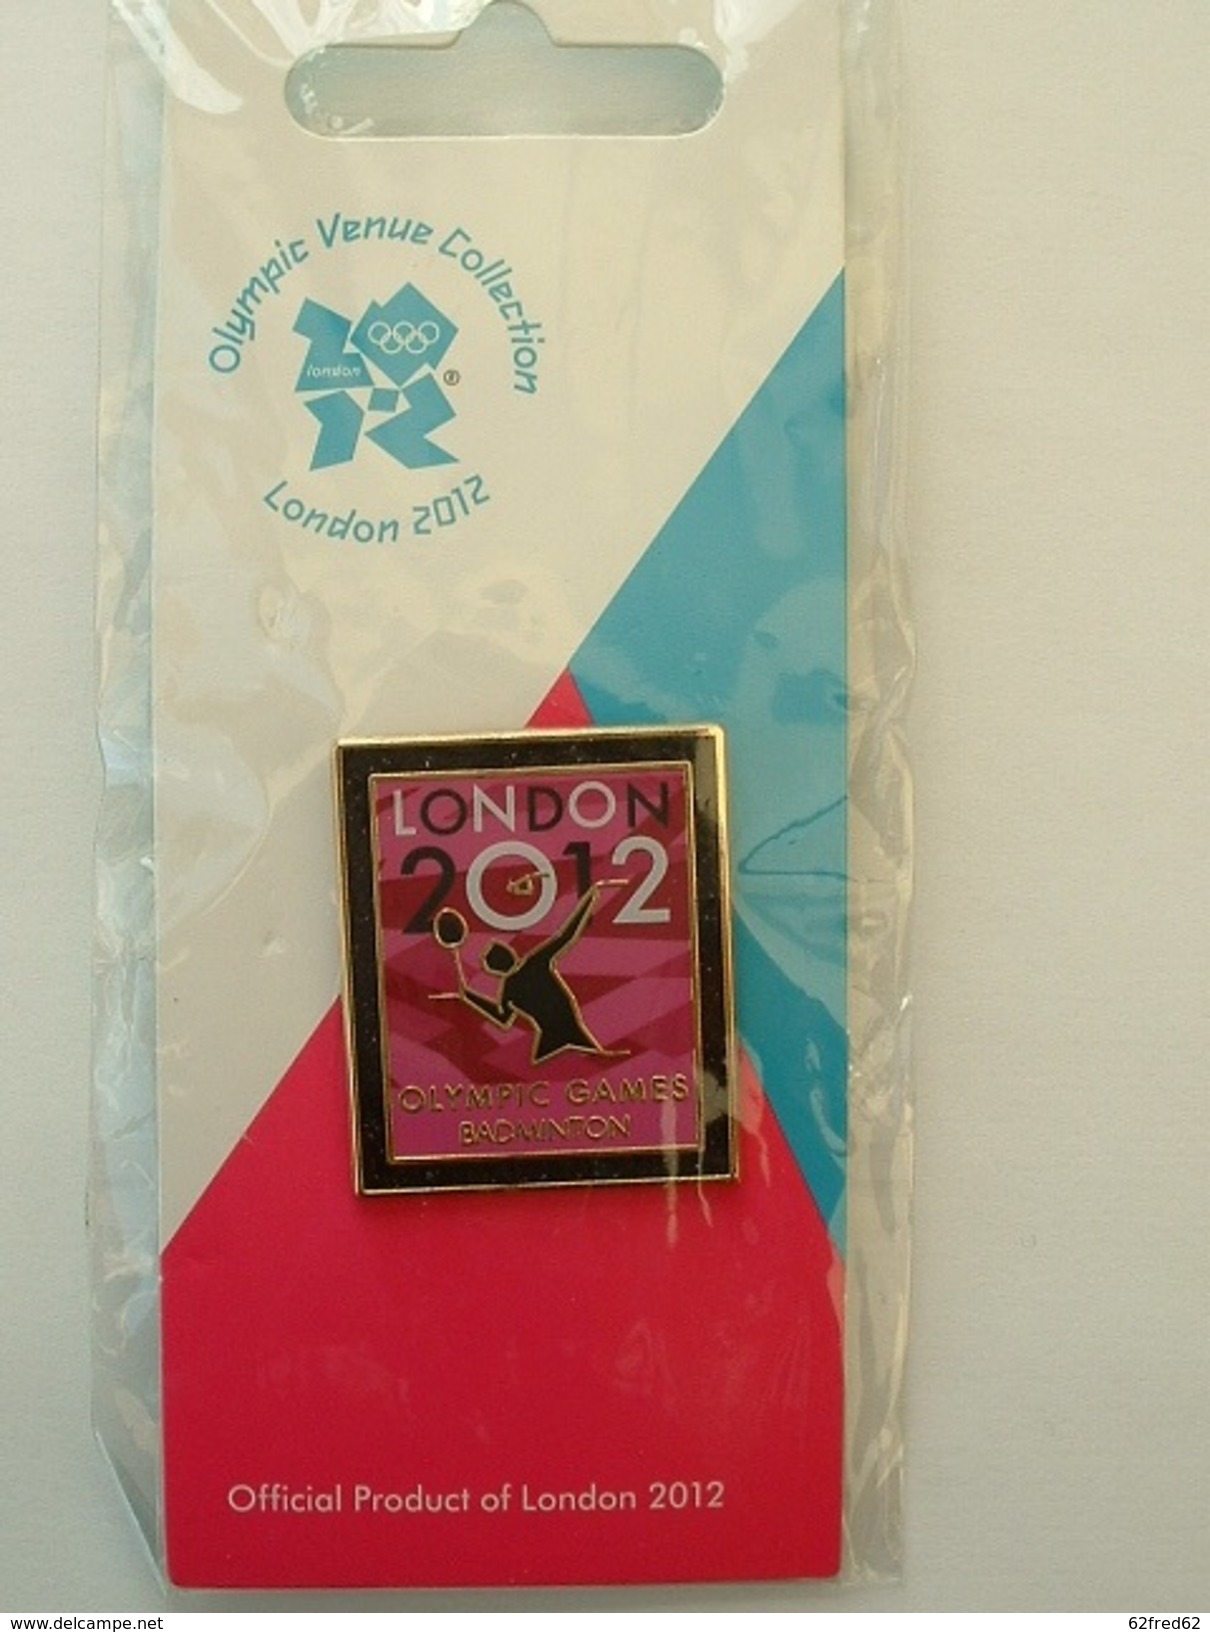 Olympic Venue Collection
london
®
London 2012
LONDON
2012
OLYMPIC GAMES
BADMINTON
Official Product of London 2012
www.delcampe.net
62fred62